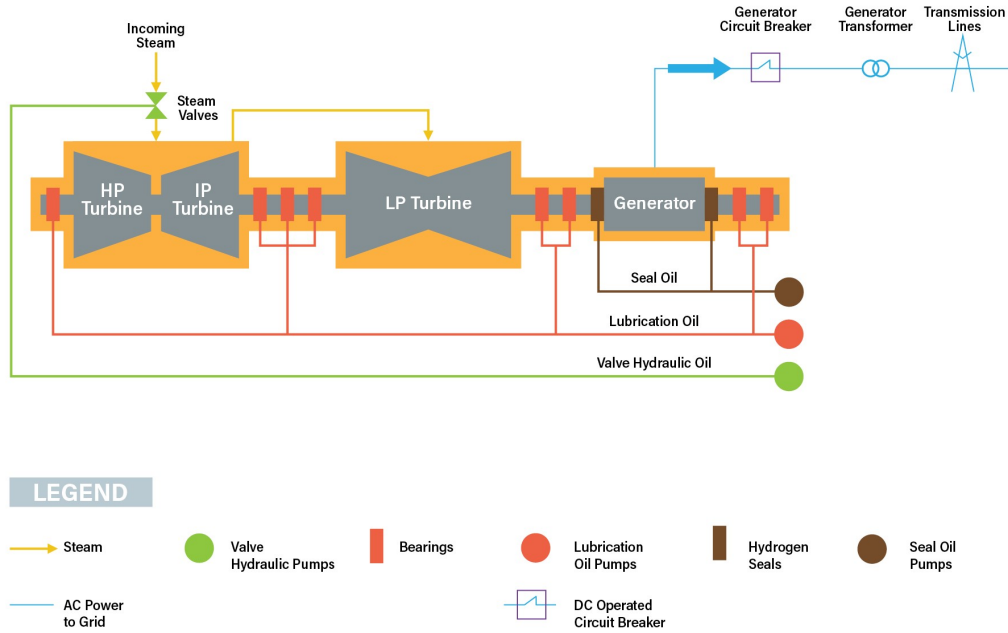 Incoming
Steam
Steam
Valves
Generator
Circuit Breaker
Generator
Transformer
Transmission
Lines
HP
Turbine
IP
Turbine
LP Turbine
Generator
Seal Oil
Lubrication Oil
Valve Hydraulic Oil
LEGEND
Steam
Valve
Hydraulic Pumps
Bearings
Lubrication
Oil Pumps
Hydrogen
Seals
Seal Oil
Pumps
AC Power
to Grid
DC Operated
Circuit Breaker